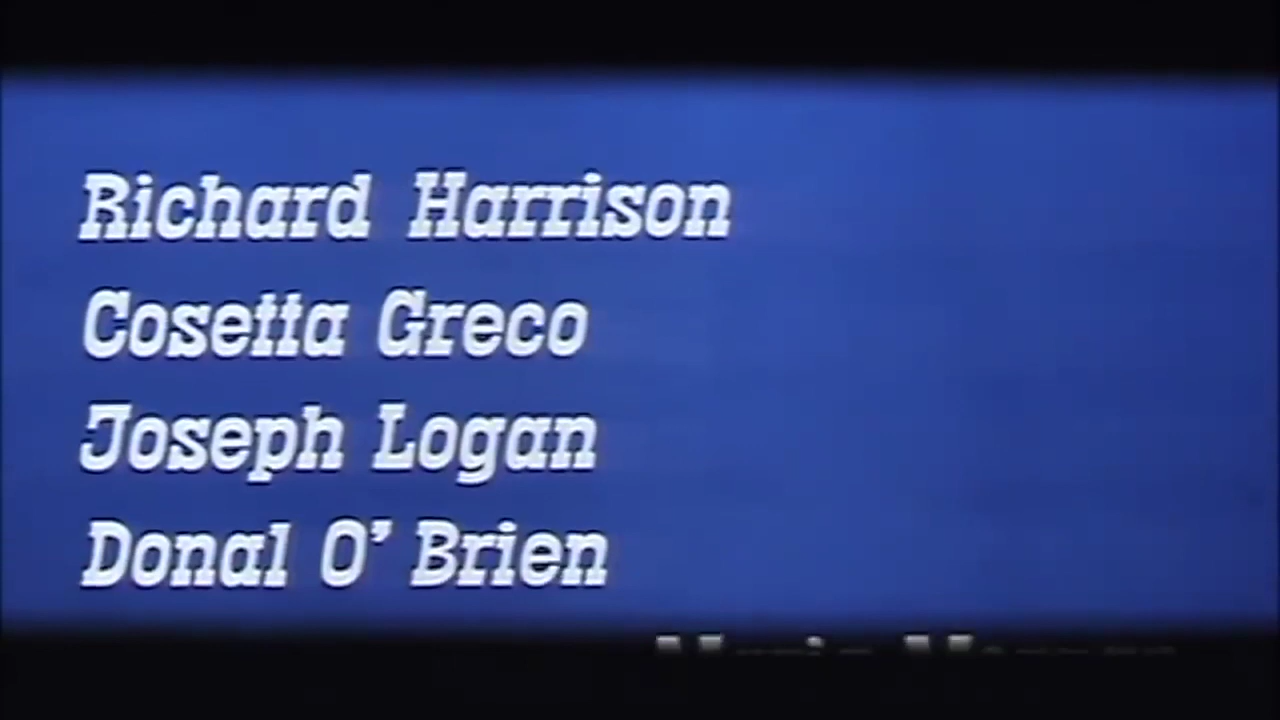 Richard Harrison
Cosetta Greco
Joseph Logan
Donal O' Brien